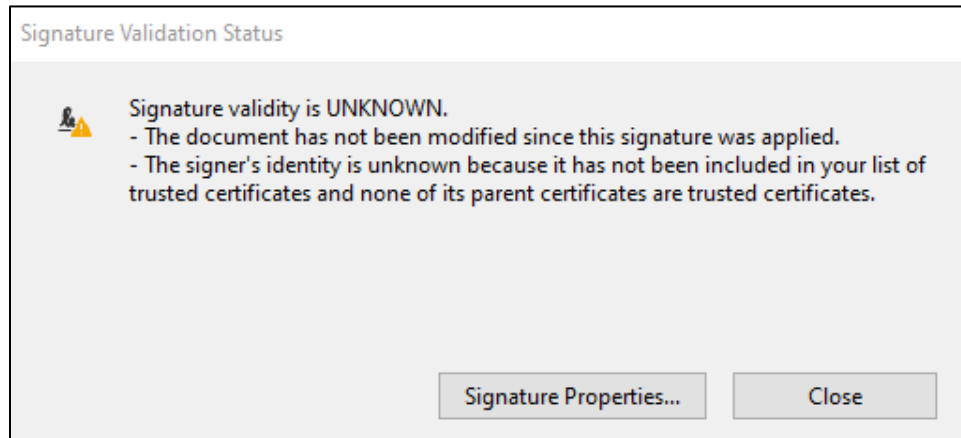 Signature Validation Status
Signature validity is UNKNOWN.
- The document has not been modified since this signature was applied.
- The signer's identity is unknown because it has not been included in your list of
trusted certificates and none of its parent certificates are trusted certificates.
Signature Properties...
Close